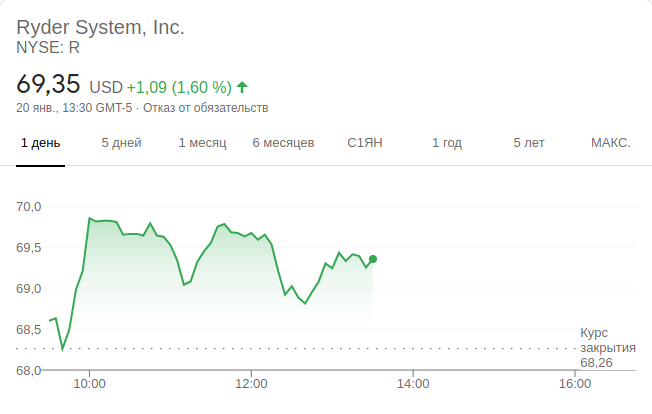 Ryder System, Inc.
NYSE: R
69,35 USD +1,09 (1,60 %)
20 янв., 13:30 GMT-5 · Отказ от обязательств
1 день 5 дней 1 месяц 6 месяцев С1ЯН 1 год 5 лет МАКС.
70,0
69,5
69,0
68,5
Курс
закрытия
68,26
68,0
10:00 12:00 14:00 16:00